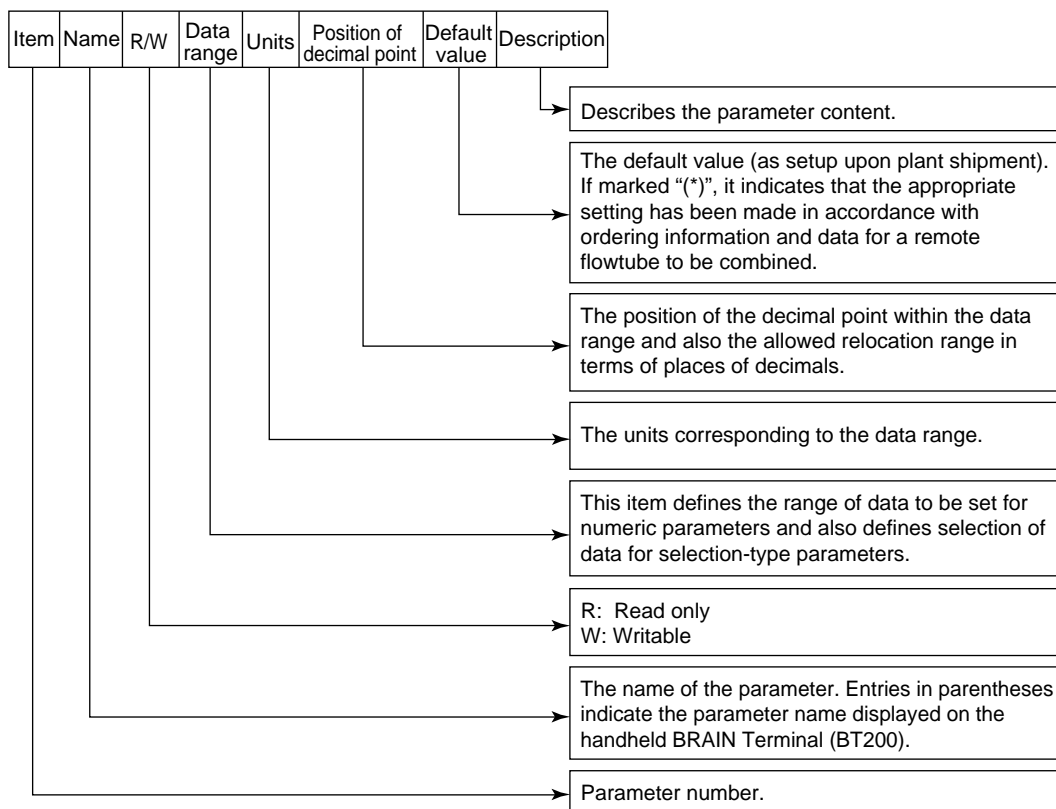 Item Name R/W Data range Units Position of decimal point Default value Description
Describes the parameter content.
The default value (as setup upon plant shipment).
If marked “(*)”, it indicates that the appropriate
setting has been made in accordance with
ordering information and data for a remote
flowtube to be combined.
The position of the decimal point within the data
range and also the allowed relocation range in
terms of places of decimals.
The units corresponding to the data range.
This item defines the range of data to be set for
numeric parameters and also defines selection of
data for selection-type parameters.
R: Read only
W: Writable
The name of the parameter. Entries in parentheses
indicate the parameter name displayed on the
handheld BRAIN Terminal (BT200).
Parameter number.